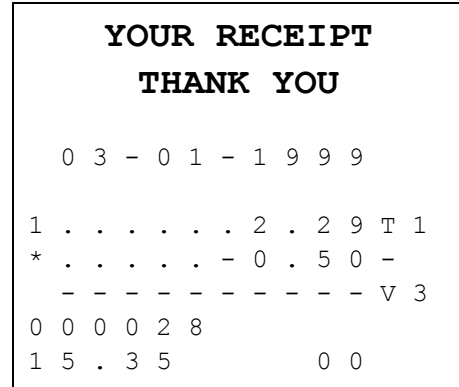 YOUR RECEIPT
THANK YOU
03-01-1999
1......2.29T1
*.....-0.50-
----------V3
000028
15.35 00